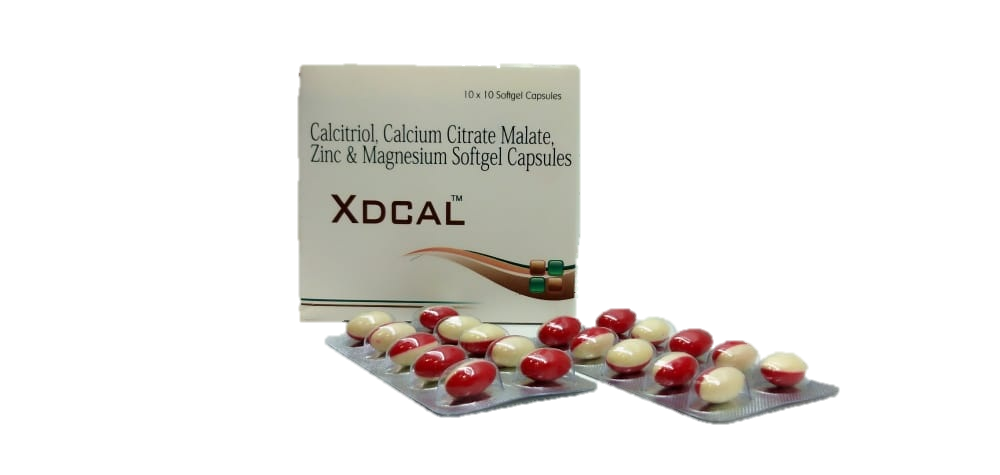 10 x 10 Softgel Capsules
Calcitriol, Calcium Citrate Malate,
Zinc & Magnesium Softgel Capsules
XDCAL™